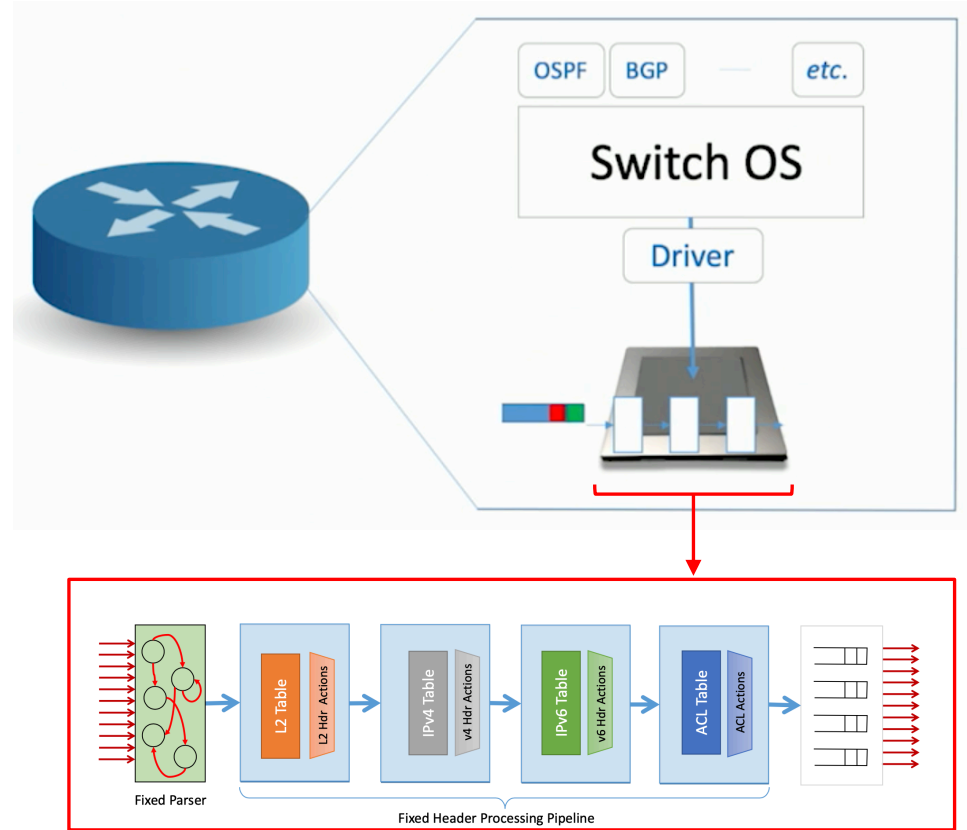 OSPF
BGP
etc.
Switch OS
Driver
L2 Table
L2 Hdr Actions
IPv4 Table
v4 Hdr Actions
IPv6 Table
v6 Hdr Actions
ACL Table
ACL Actions
Fixed Parser
Fixed Header Processing Pipeline